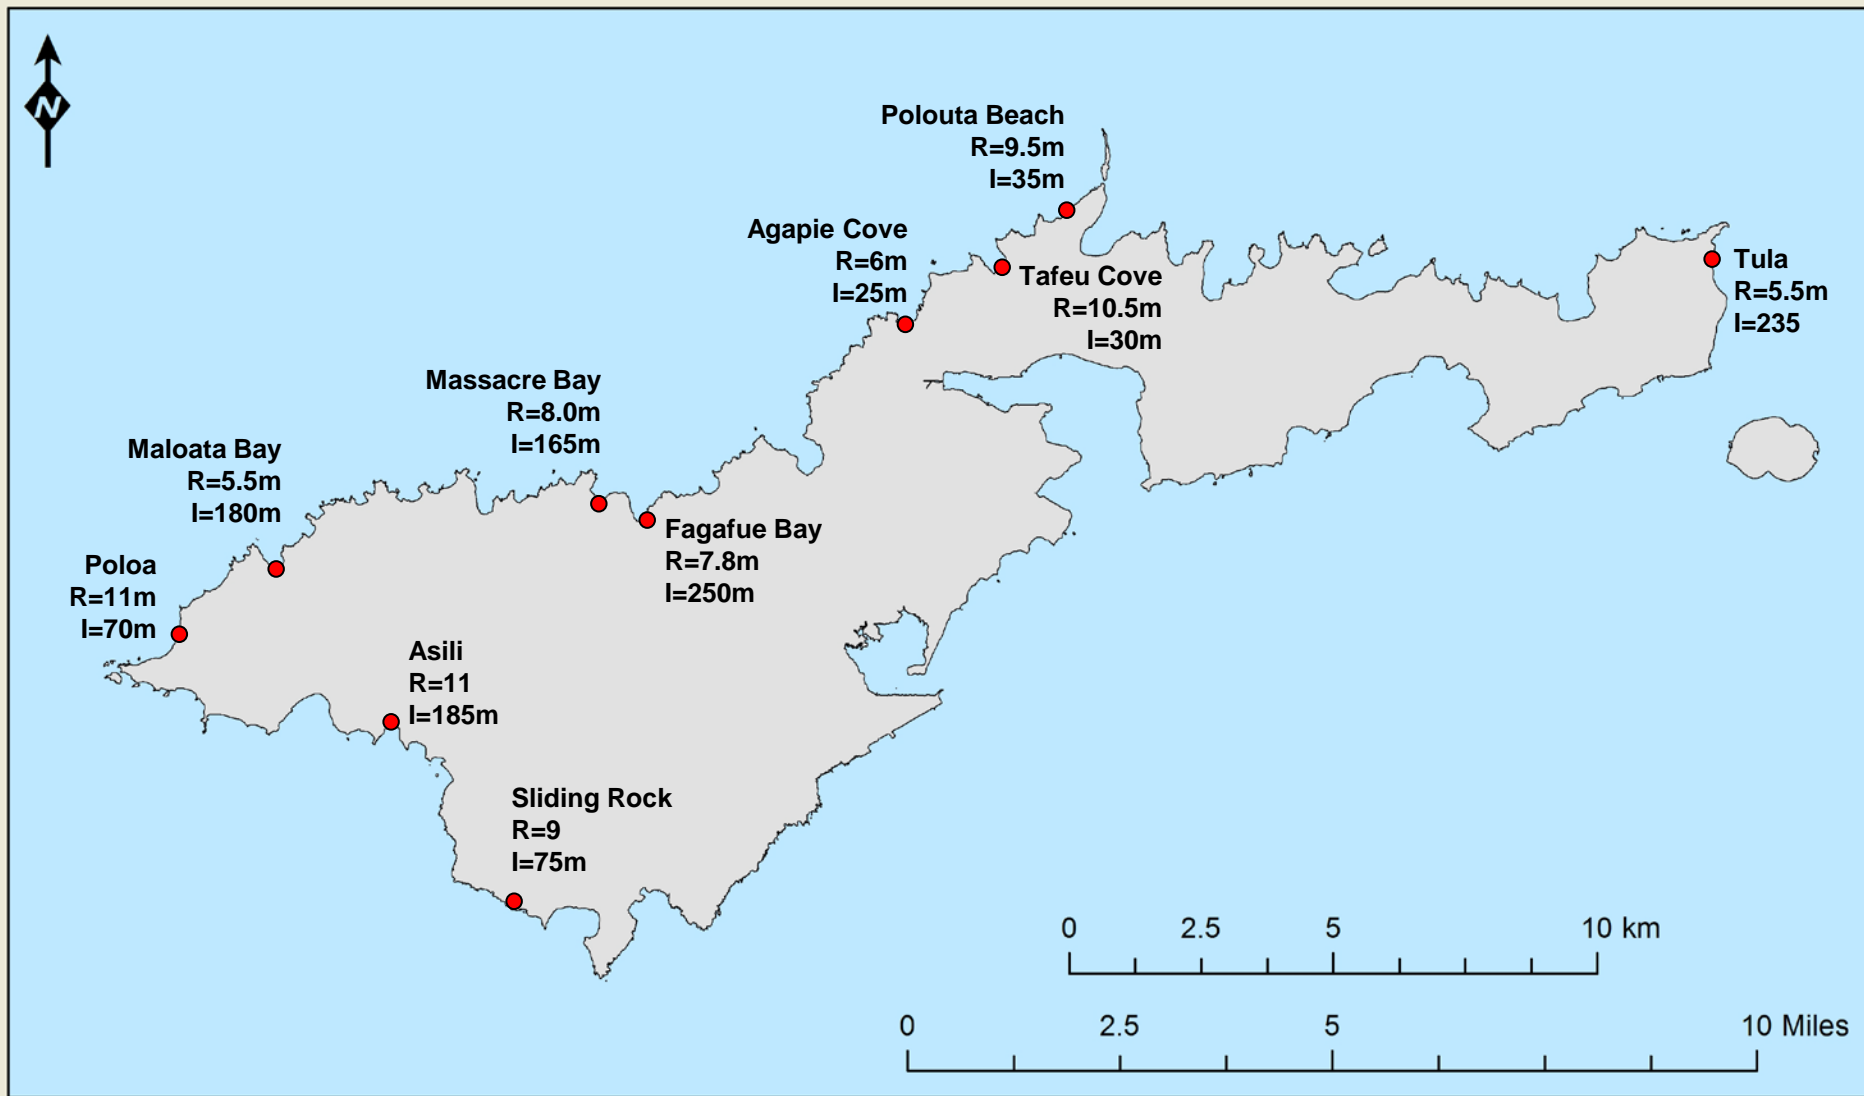 N
Polouta Beach
R=9.5m
I=35m
Agapie Cove
R=6m
I=25m
Tafeu Cove
R=10.5m
I=30m
Tula
R=5.5m
I=235
Massacre Bay
R=8.0m
I=165m
Maloata Bay
R=5.5m
I=180m
Fagafue Bay
R=7.8m
I=250m
Poloa
R=11m
I=70m
Asili
R=11
I=185m
Sliding Rock
R=9
I=75m
0 2.5 5 10 km
0 2.5 5 10 Miles